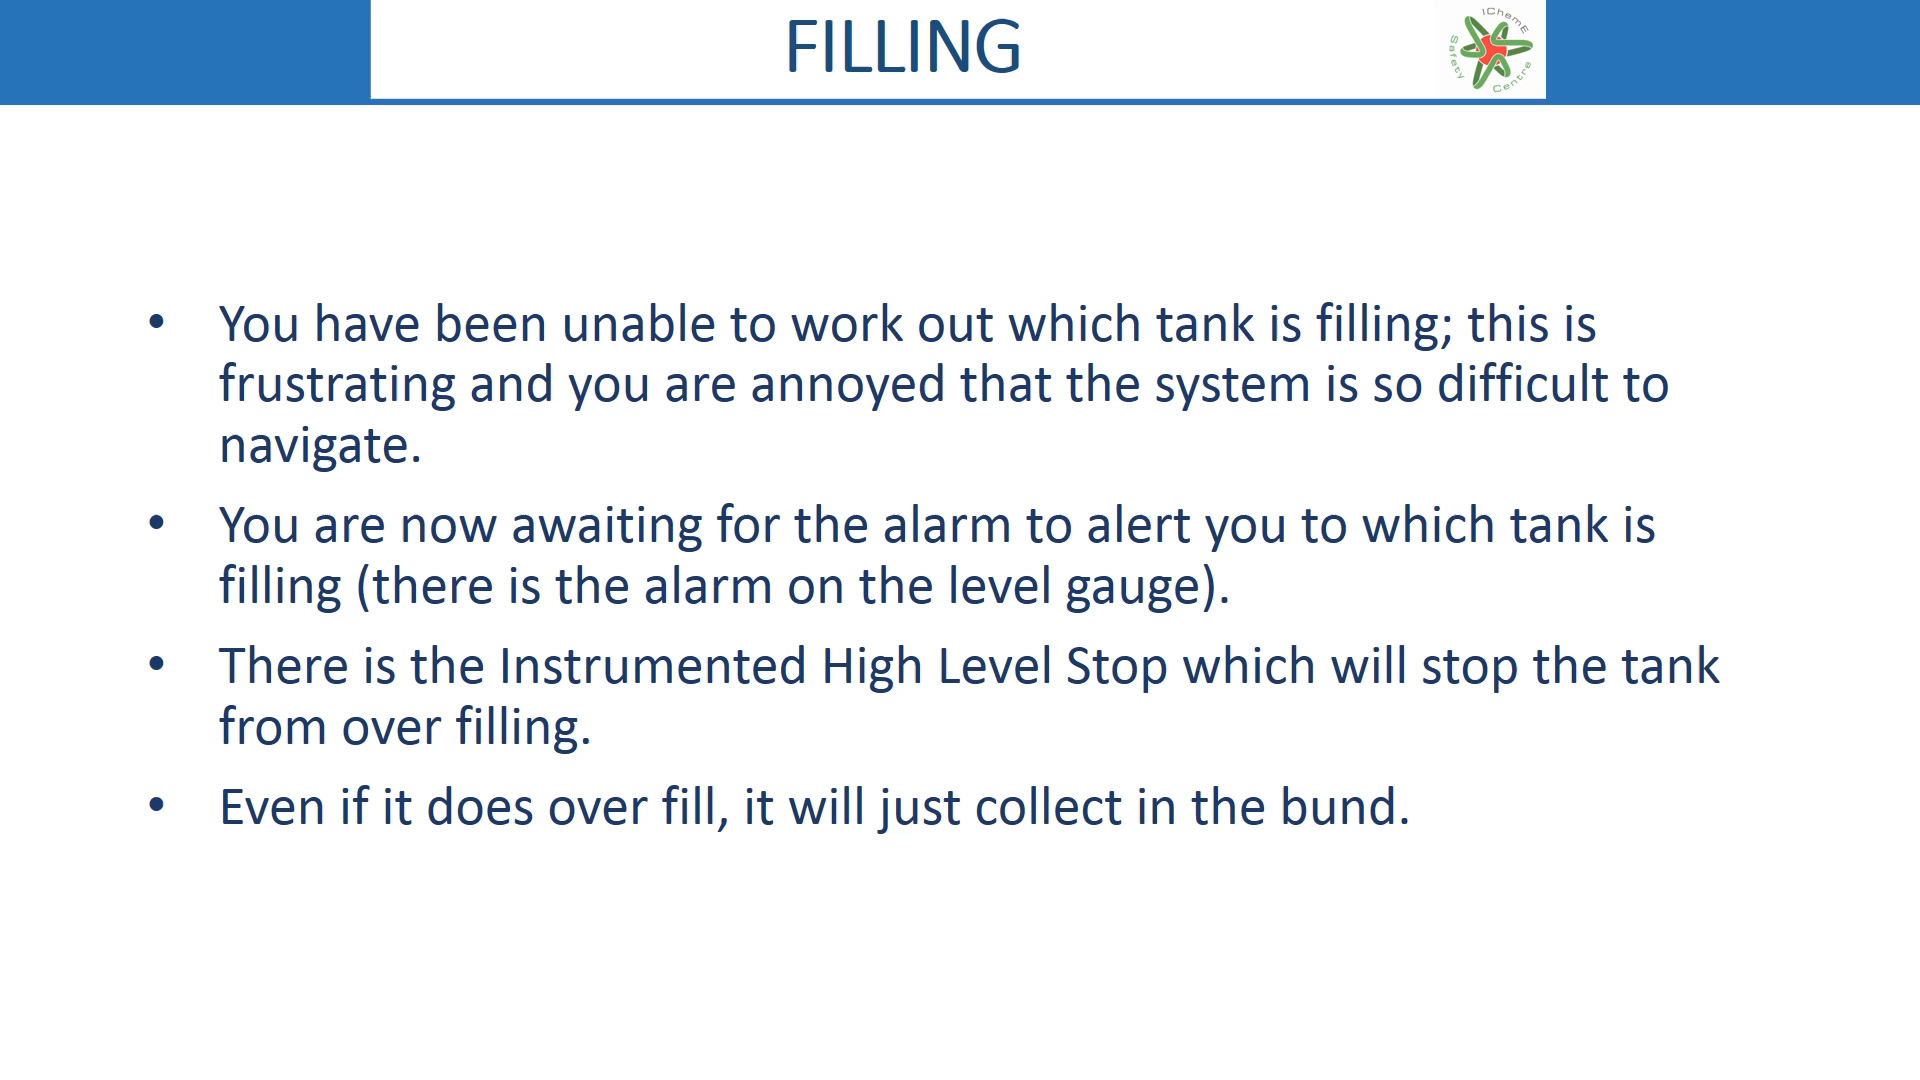 FILLING
IChemE
Safety
Centre
• You have been unable to work out which tank is filling; this is
frustrating and you are annoyed that the system is so difficult to
navigate.
• You are now awaiting for the alarm to alert you to which tank is
filling (there is the alarm on the level gauge).
• There is the Instrumented High Level Stop which will stop the tank
from over filling.
• Even if it does over fill, it will just collect in the bund.